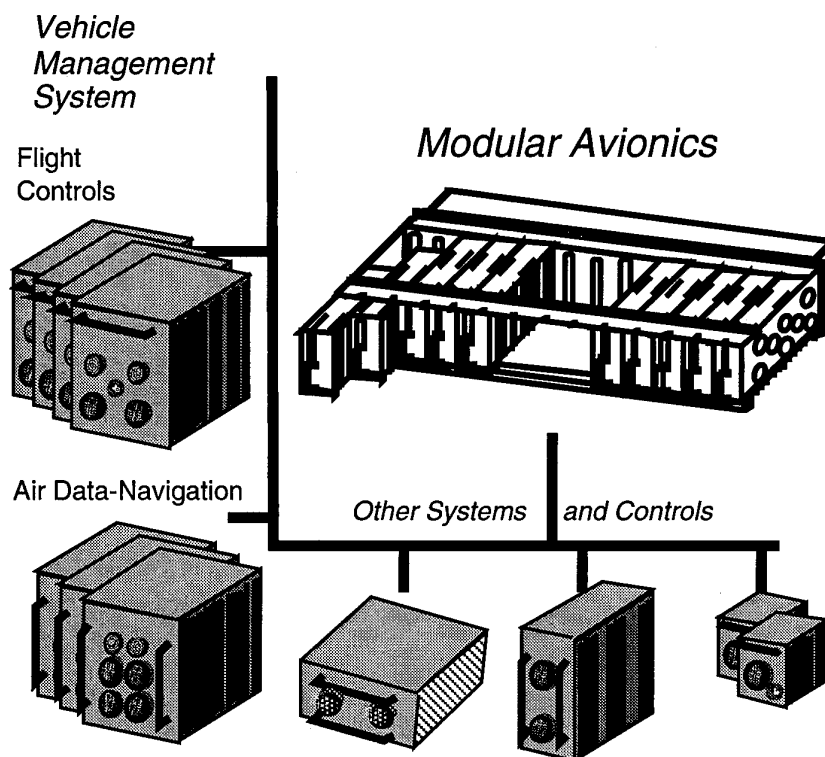 Vehicle
Management
System
Modular Avionics
Flight
Controls
Air Data-Navigation
Other Systems and Controls